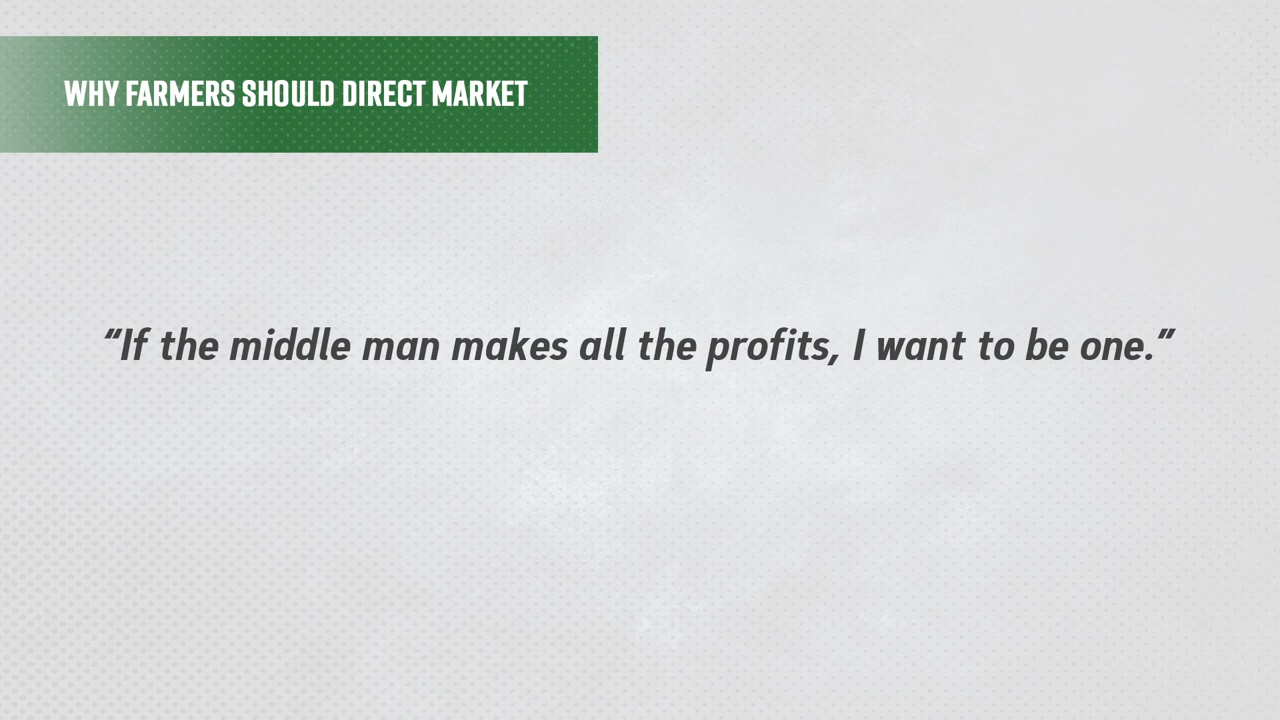 WHY FARMERS SHOULD DIRECT MARKET
“If the middle man makes all the profits, I want to be one.”